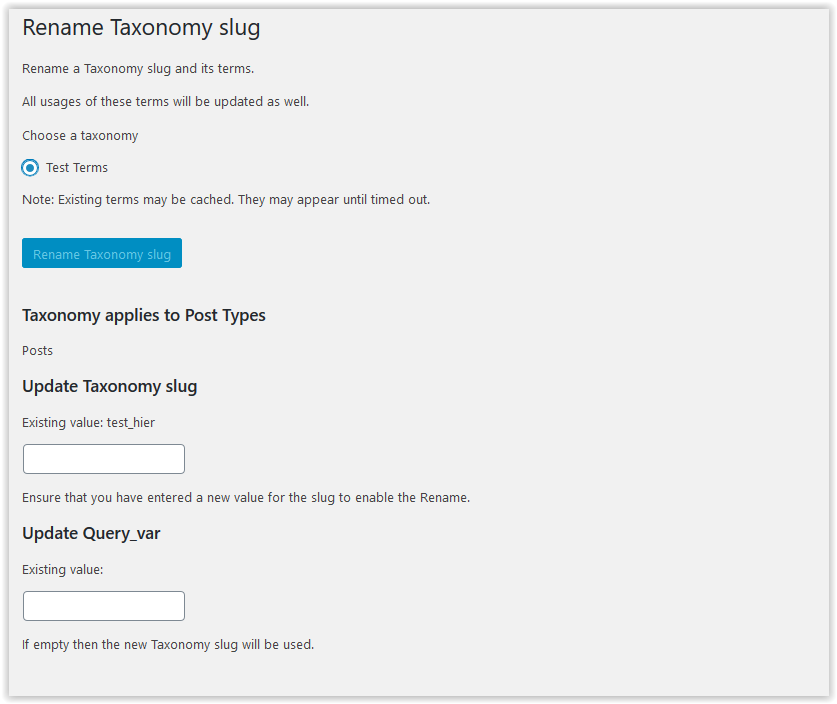 Rename Taxonomy slug
Rename a Taxonomy slug and its terms.
All usages of these terms will be updated as well.
Choose a taxonomy
Test Terms
Note: Existing terms may be cached. They may appear until timed out.
Rename Taxonomy slug
Taxonomy applies to Post Types
Posts
Update Taxonomy slug
Existing value: test_hier
Ensure that you have entered a new value for the slug to enable the Rename.
Update Query_var
Existing value:
If empty then the new Taxonomy slug will be used.